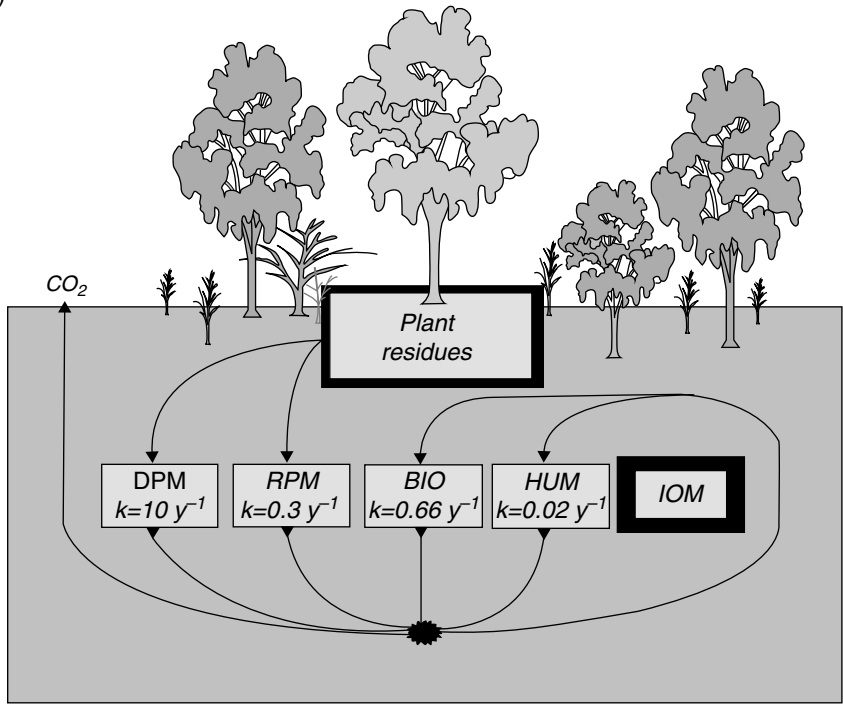 )
CO₂
Plant
residues
DPM
k=10 y⁻¹
RPM
k=0.3 y⁻¹
BIO
k=0.66 y⁻¹
HUM
k=0.02 y⁻¹
IOM